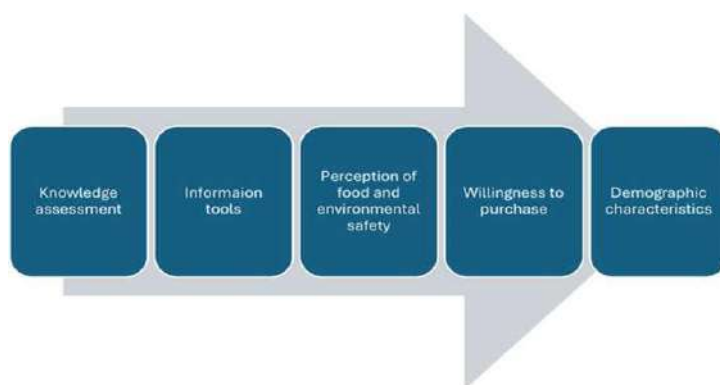 Knowledge
assessment
Informaion
tools
Perception of
food and
environmental
safety
Willingness to
purchase
Demographic
characteristics